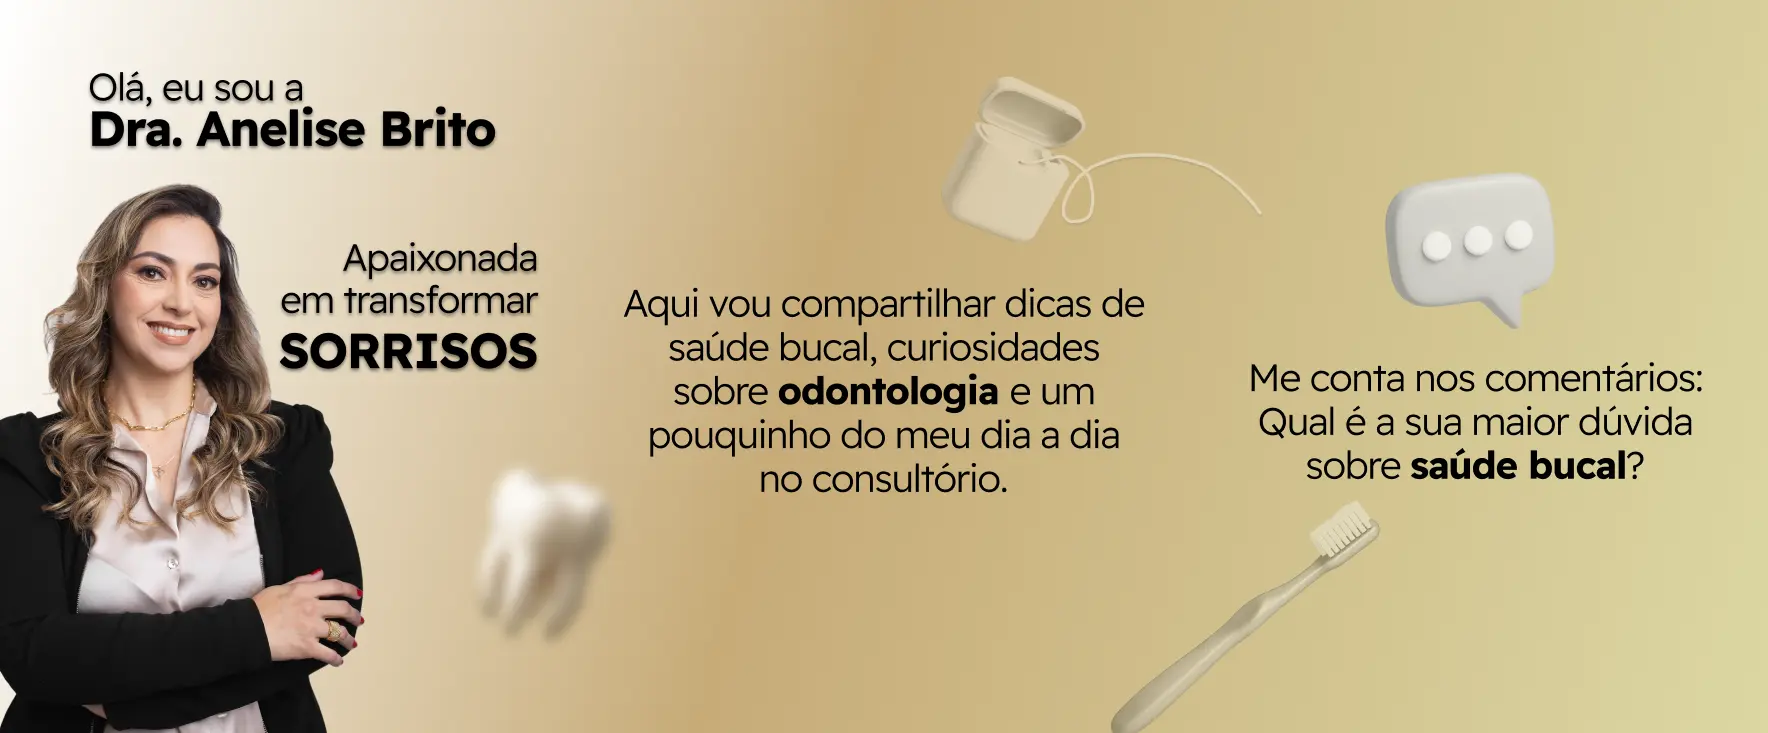 Olá, eu sou a
Dra. Anelise Brito
Apaixonada
em transformar
SORRISOS
Aqui vou compartilhar dicas de
saúde bucal, curiosidades
sobre odontologia e um
pouquinho do meu dia a dia
no consultório.
Me conta nos comentários:
Qual é a sua maior dúvida
sobre saúde bucal?